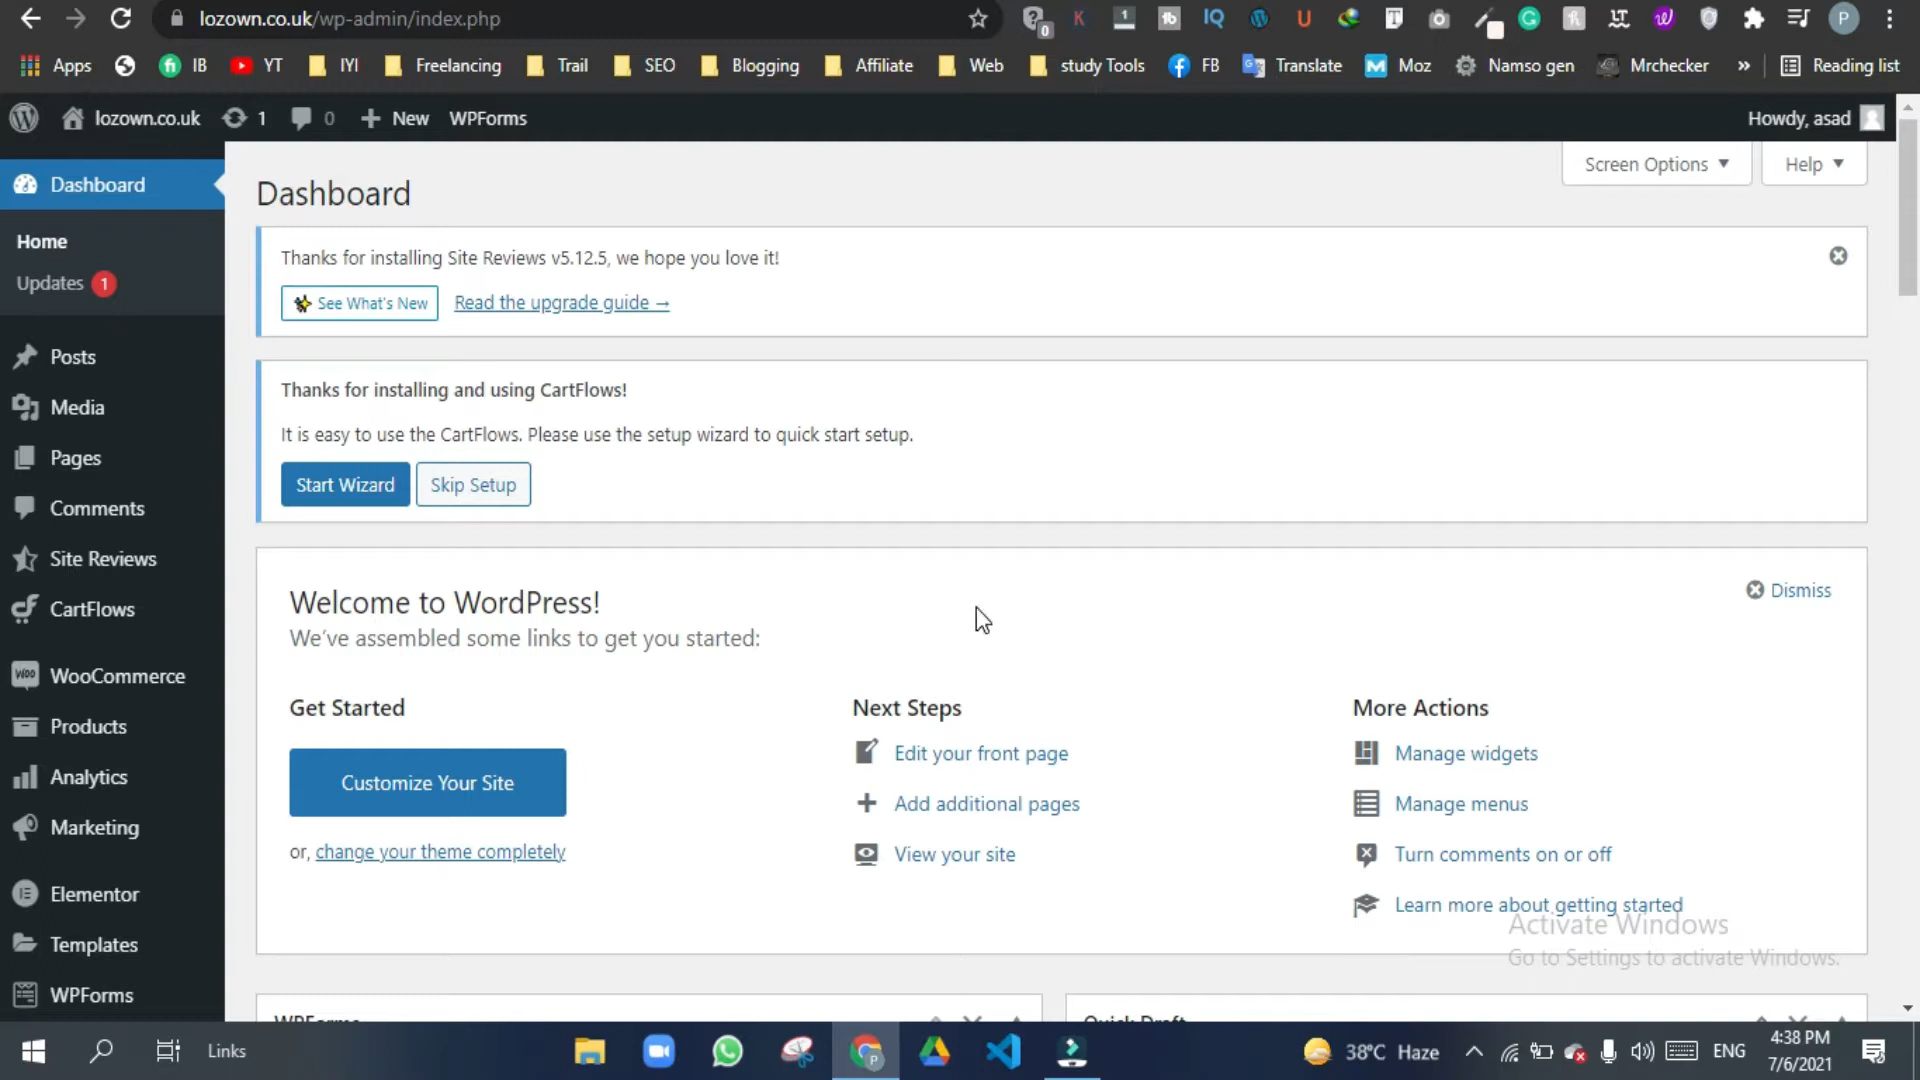 lozown.co.uk/wp-admin/index.php
Apps IB YT IYI Freelancing Trail SEO Blogging Affiliate Web study Tools FB Translate Moz Namso gen Mrchecker » Reading list
lozown.co.uk 1 0 + New WPForms Howdy, asad
Screen Options ▼ Help ▼
Dashboard
Home
Updates 1
Posts
Media
Pages
Comments
Site Reviews
CartFlows
WooCommerce
Products
Analytics
Marketing
Elementor
Templates
WPForms
Dashboard
Thanks for installing Site Reviews v5.12.5, we hope you love it!
See What's New Read the upgrade guide →
Thanks for installing and using CartFlows!
It is easy to use the CartFlows. Please use the setup wizard to quick start setup.
Start Wizard Skip Setup
Welcome to WordPress!
Dismiss
We've assembled some links to get you started:
Get Started
Customize Your Site
or, change your theme completely
Next Steps
Edit your front page
Add additional pages
View your site
More Actions
Manage widgets
Manage menus
Turn comments on or off
Learn more about getting started
Activate Windows
Go to Settings to activate Windows.
WPForms
Quick Draft
Links
38°C Haze
ENG
4:38 PM
7/6/2021